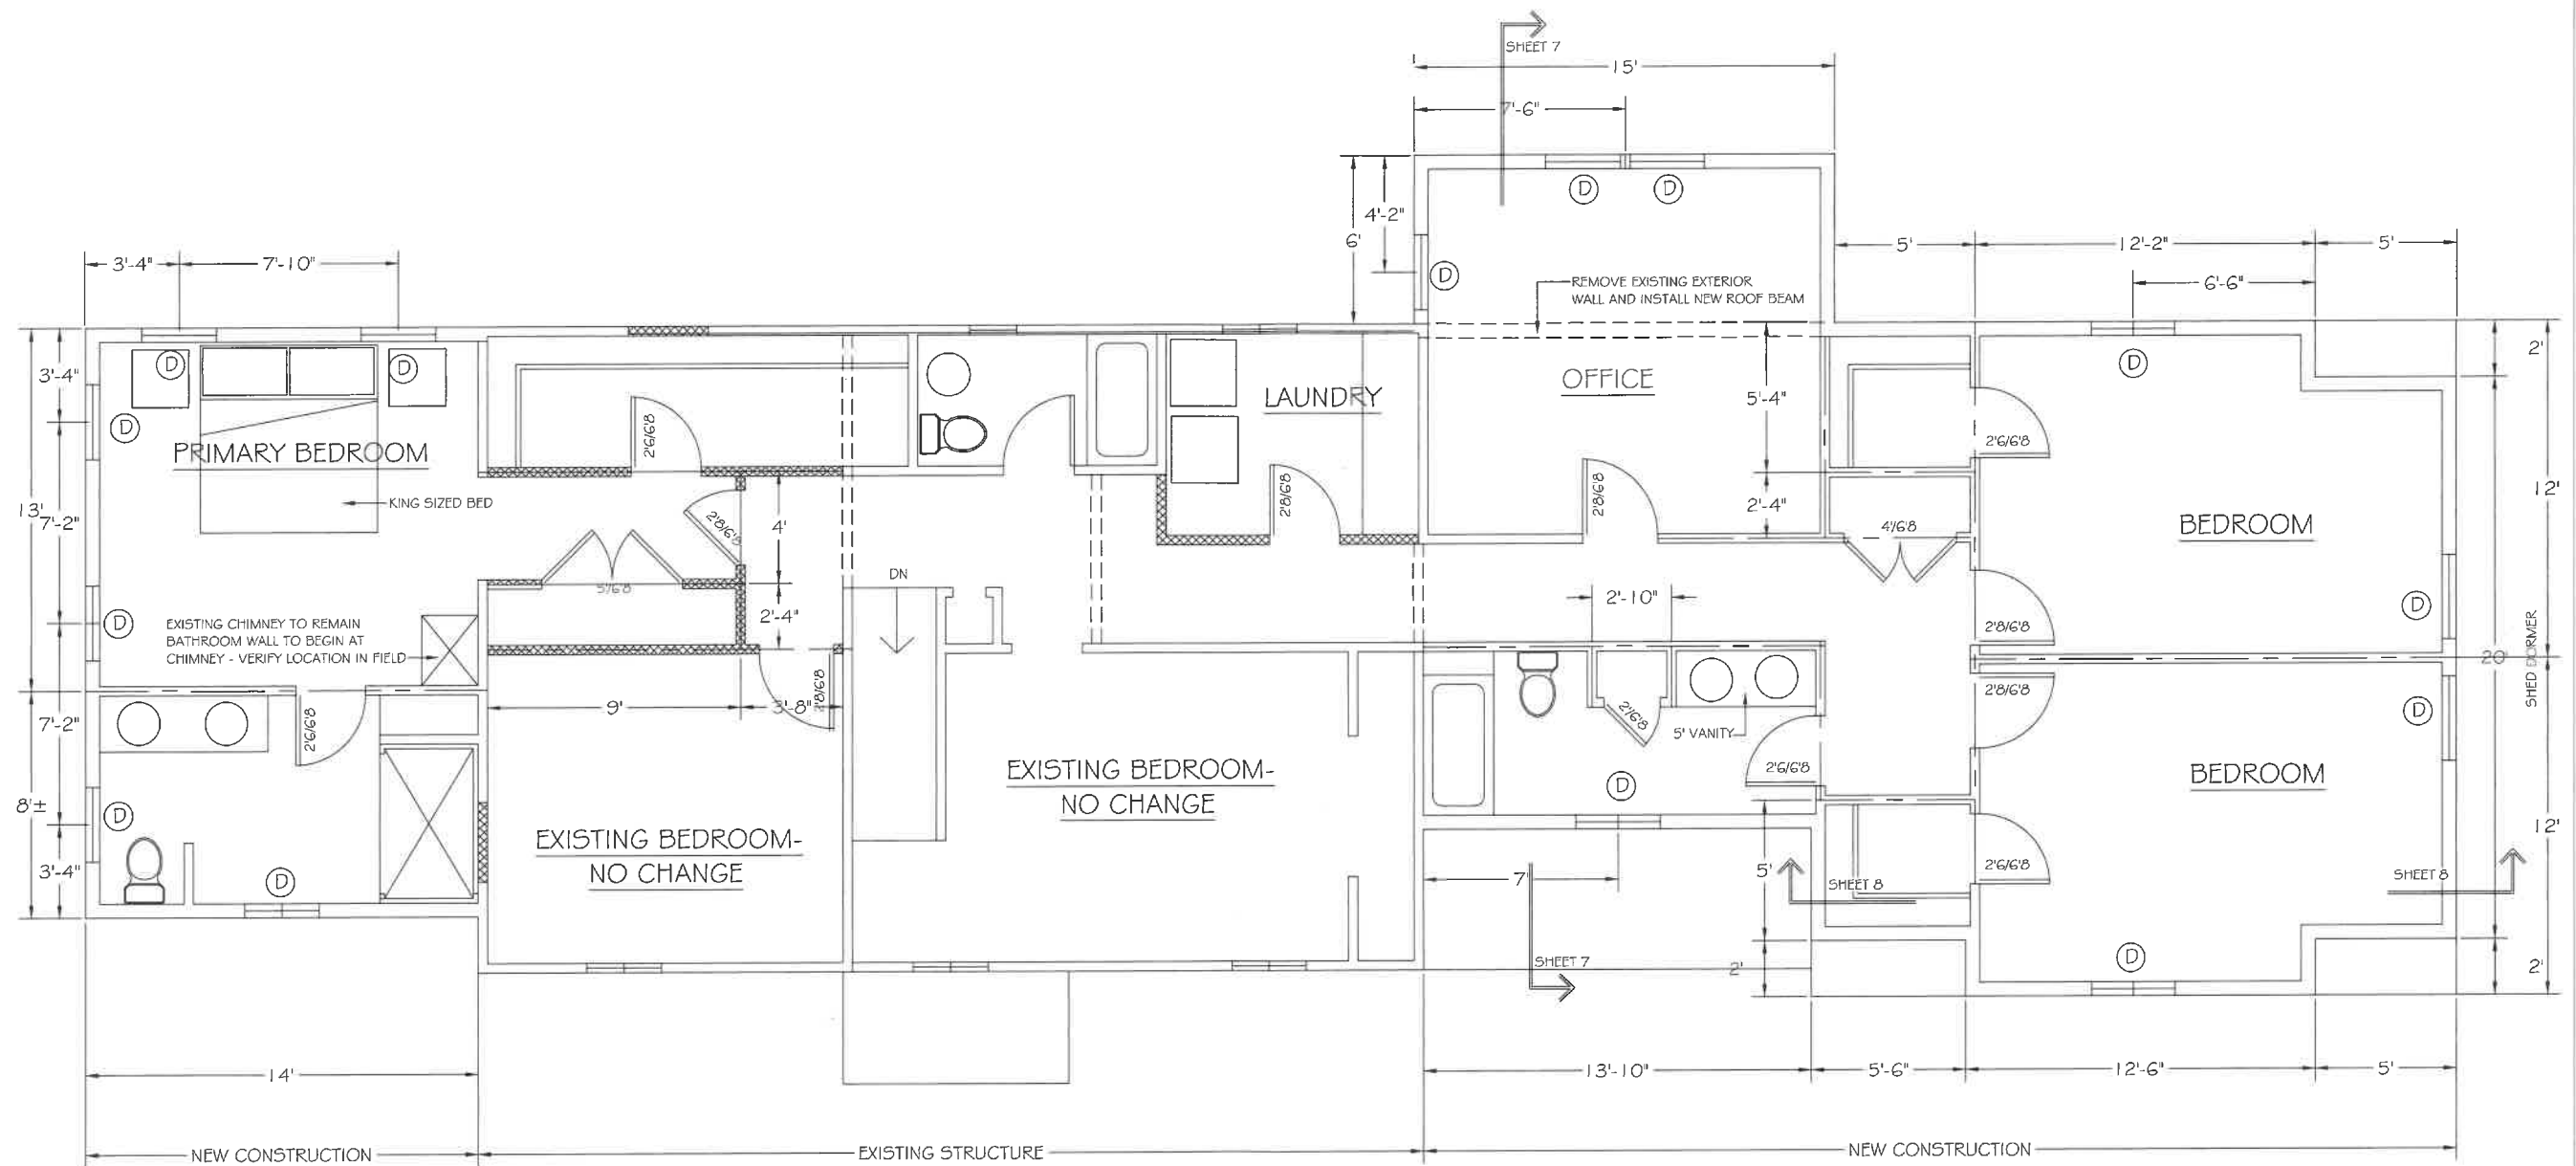 SHEET 7
15'
7'-6"
6'
4'-2"
D
D
D
3'-4"
7'-10"
5'
12'-2"
5'
6'-6"
REMOVE EXISTING EXTERIOR
WALL AND INSTALL NEW ROOF BEAM
OFFICE
5'-4"
2'-4"
2'8/6'8
13'
3'-4"
7'-2"
7'-2"
3'-4"
8'±
D
D
D
D
PRIMARY BEDROOM
KING SIZED BED
EXISTING CHIMNEY TO REMAIN
BATHROOM WALL TO BEGIN AT
CHIMNEY - VERIFY LOCATION IN FIELD
2'6/6'8
D
D
2'6/6'8
2'8/6'8
4'
2'-4"
5'/6'8
9'
3'-8"
2'8/6'8
EXISTING BEDROOM-
NO CHANGE
DN
LAUNDRY
2'8/6'8
EXISTING BEDROOM-
NO CHANGE
2'-10"
2'/6'8
5' VANITY
2'6/6'8
D
7'
SHEET 7
4'/6'8
D
2'6/6'8
BEDROOM
D
2'8/6'8
2'8/6'8
D
BEDROOM
2'6/6'8
D
5'
2'
SHEET 8
SHEET 8
2'
12'
20'
SHED DORMER
12'
2'
14'
13'-10"
5'-6"
12'-6"
5'
NEW CONSTRUCTION
EXISTING STRUCTURE
NEW CONSTRUCTION